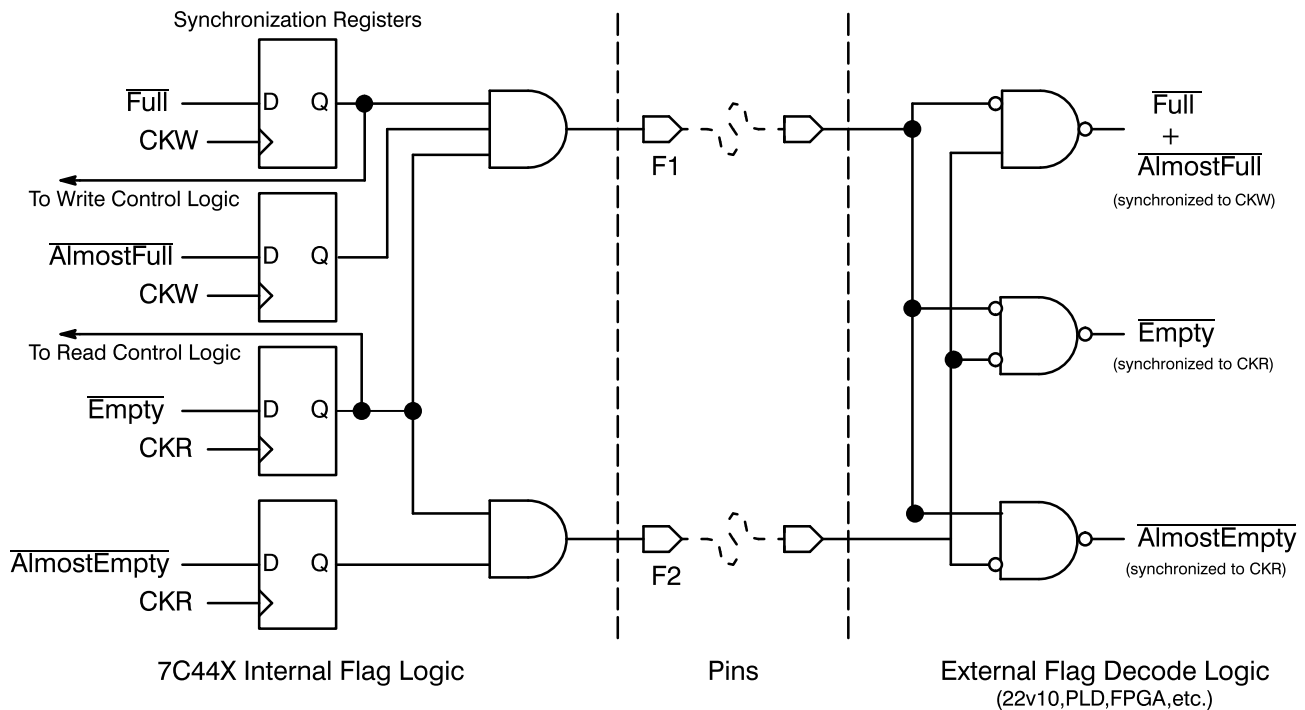 Synchronization Registers
Full
D Q
CKW
To Write Control Logic
AlmostFull
D Q
CKW
To Read Control Logic
Empty
D Q
CKR
AlmostEmpty
D Q
CKR
7C44X Internal Flag Logic
F1
F2
Pins
Full
+
AlmostFull
(synchronized to CKW)
Empty
(synchronized to CKR)
AlmostEmpty
(synchronized to CKR)
External Flag Decode Logic
(22v10,PLD,FPGA,etc.)